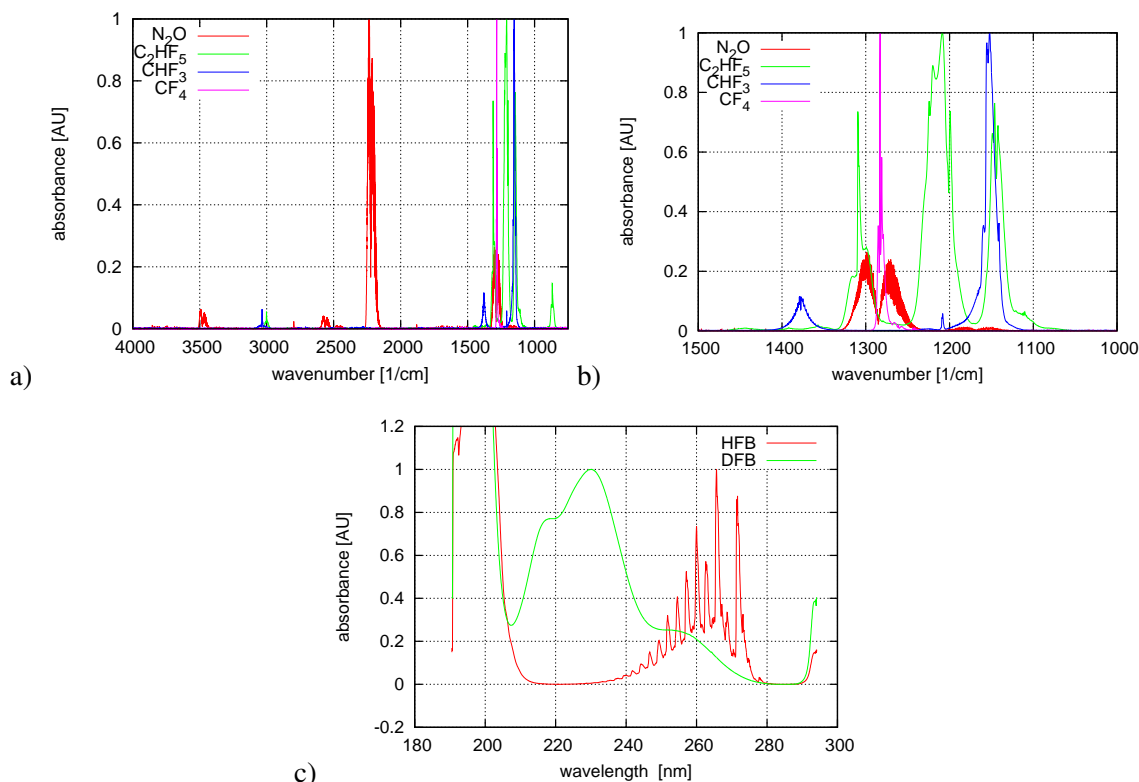 N2O
C2HF5
CHF3
CF4
absorbance [AU]
1
0.8
0.6
0.4
0.2
0
4000 3500 3000 2500 2000 1500 1000
wavenumber [1/cm]
a)
N2O
C2HF5
CHF3
CF4
absorbance [AU]
1
0.8
0.6
0.4
0.2
0
1500 1400 1300 1200 1100 1000
wavenumber [1/cm]
b)
HFB
DFB
absorbance [AU]
1.2
1
0.8
0.6
0.4
0.2
0
-0.2
180 200 220 240 260 280 300
wavelength [nm]
c)